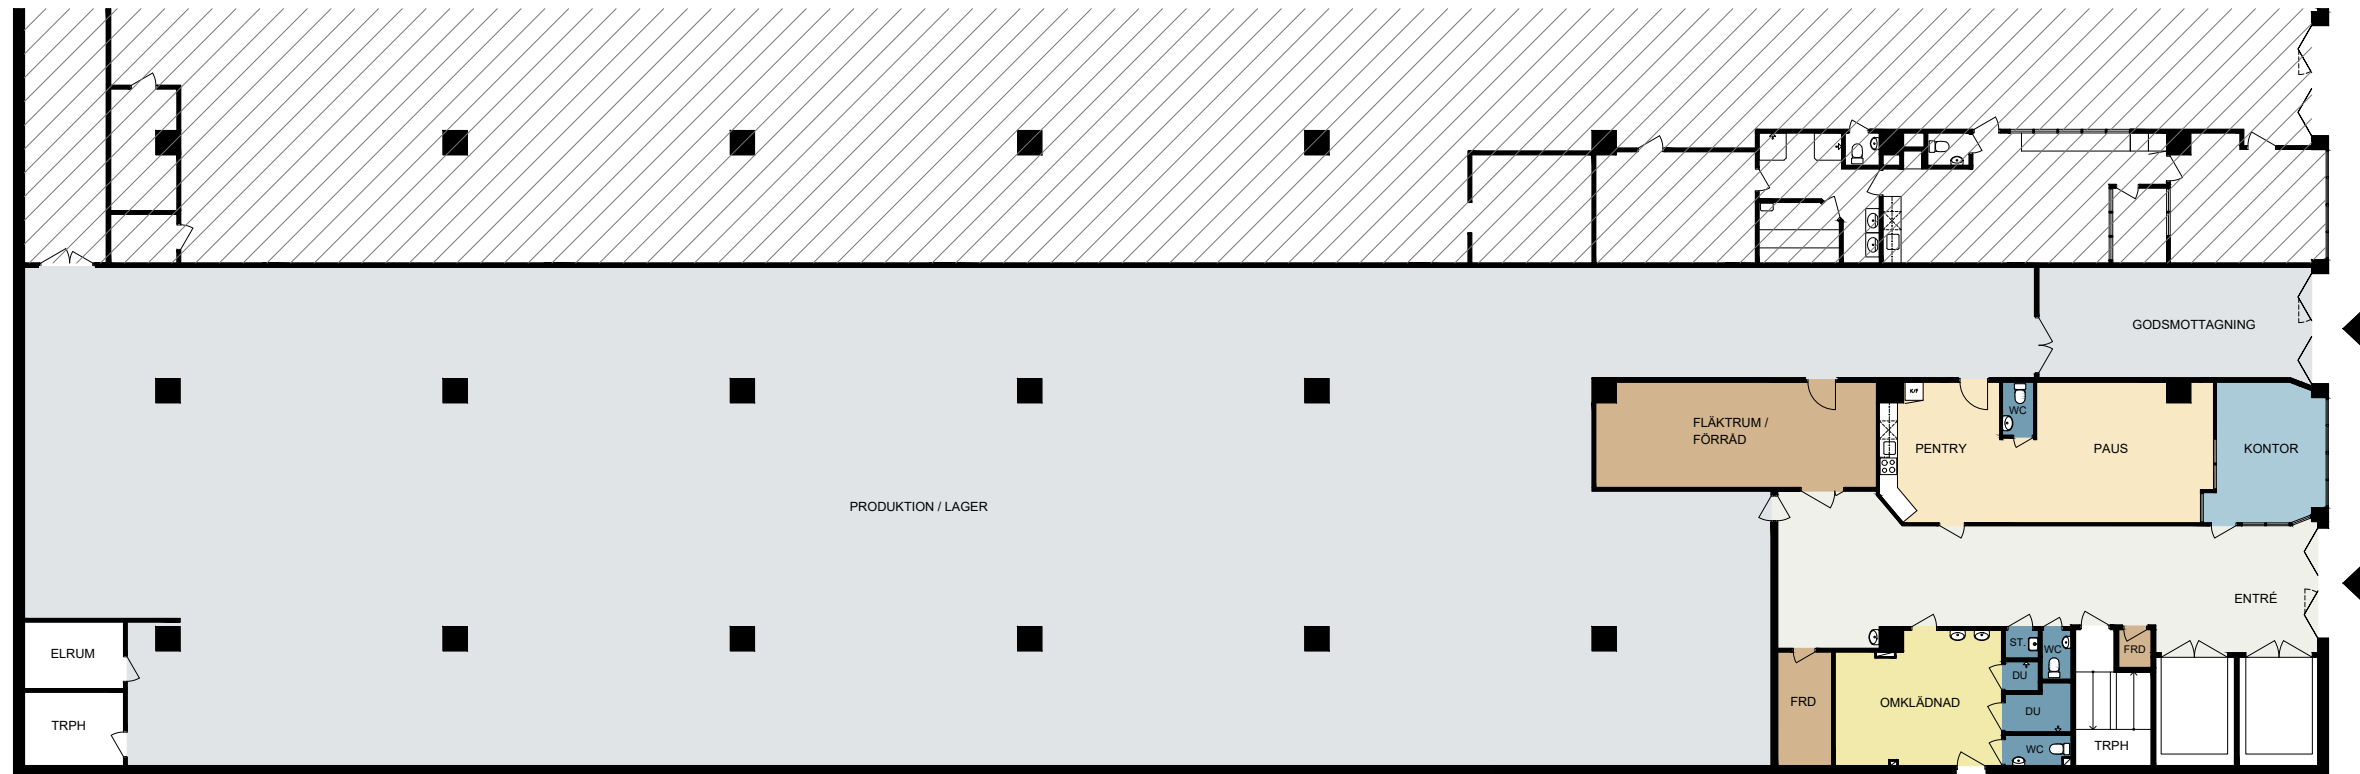 GODSMOTTAGNING
K/F
FLÄKTRUM /
FÖRRÅD
WC
PENTRY
PAUS
KONTOR
PRODUKTION / LAGER
ENTRÉ
ELRUM
ST.
WC
FRD
DU
FRD
OMKLÄDNAD
DU
TRPH
WC
TRPH